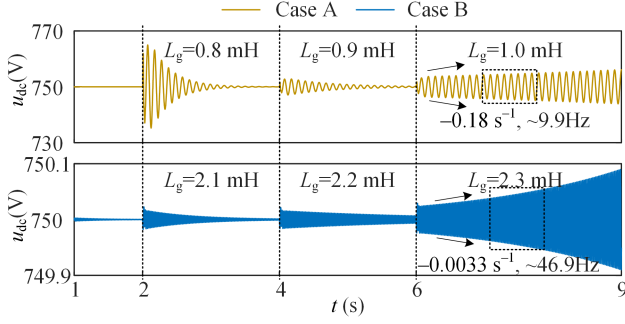 Case A Case B
770
750
730
u_dc(V)
L_g=0.8 mH L_g=0.9 mH L_g=1.0 mH
−0.18 s⁻¹, ~9.9Hz
750.1
750
749.9
u_dc(V)
L_g=2.1 mH L_g=2.2 mH L_g=2.3 mH
−0.0033 s⁻¹, ~46.9Hz
1 2 4 6 9
t (s)